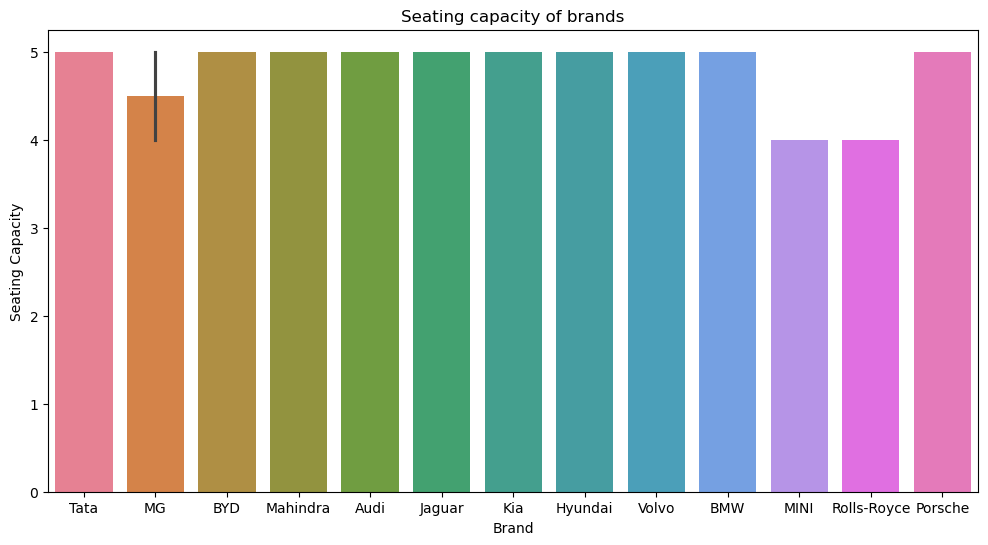 Seating capacity of brands
Seating Capacity
5
4
3
2
1
0
Tata MG BYD Mahindra Audi Jaguar Kia Hyundai Volvo BMW MINI Rolls-Royce Porsche
Brand